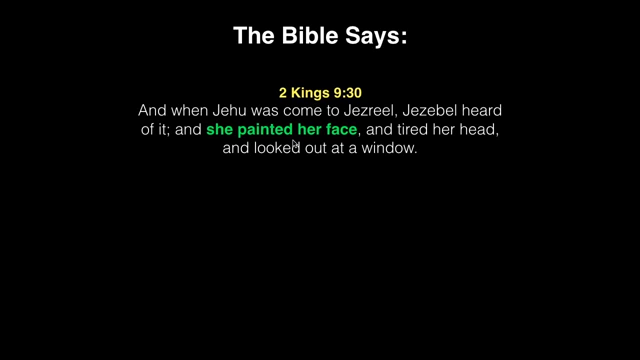 The Bible Says:
2 Kings 9:30
And when Jehu was come to Jezreel, Jezebel heard
of it; and she painted her face, and tired her head,
and looked out at a window.